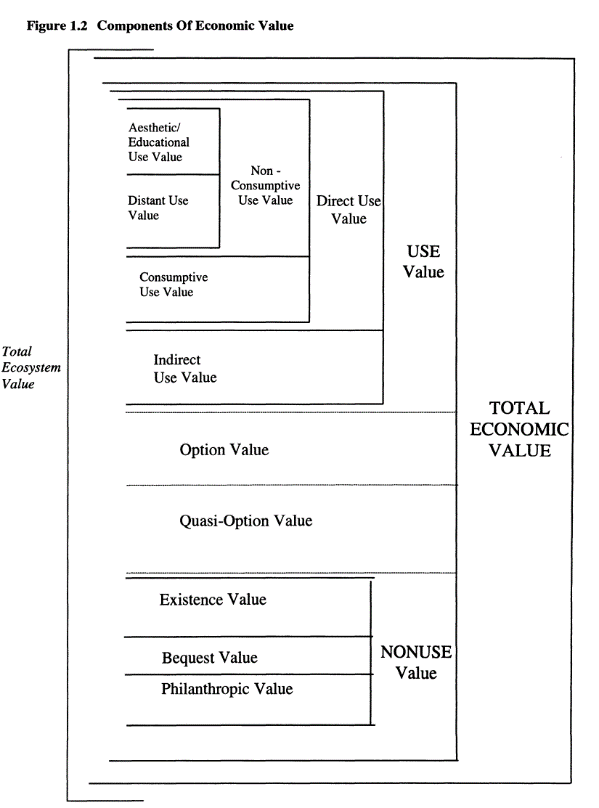 Figure 1.2 Components Of Economic Value
Aesthetic/
Educational
Use Value
Distant Use
Value
Non -
Consumptive
Use Value
Consumptive
Use Value
Direct Use
Value
Indirect
Use Value
USE
Value
Option Value
Quasi-Option Value
Existence Value
Bequest Value
Philanthropic Value
NONUSE
Value
TOTAL
ECONOMIC
VALUE
Total
Ecosystem
Value